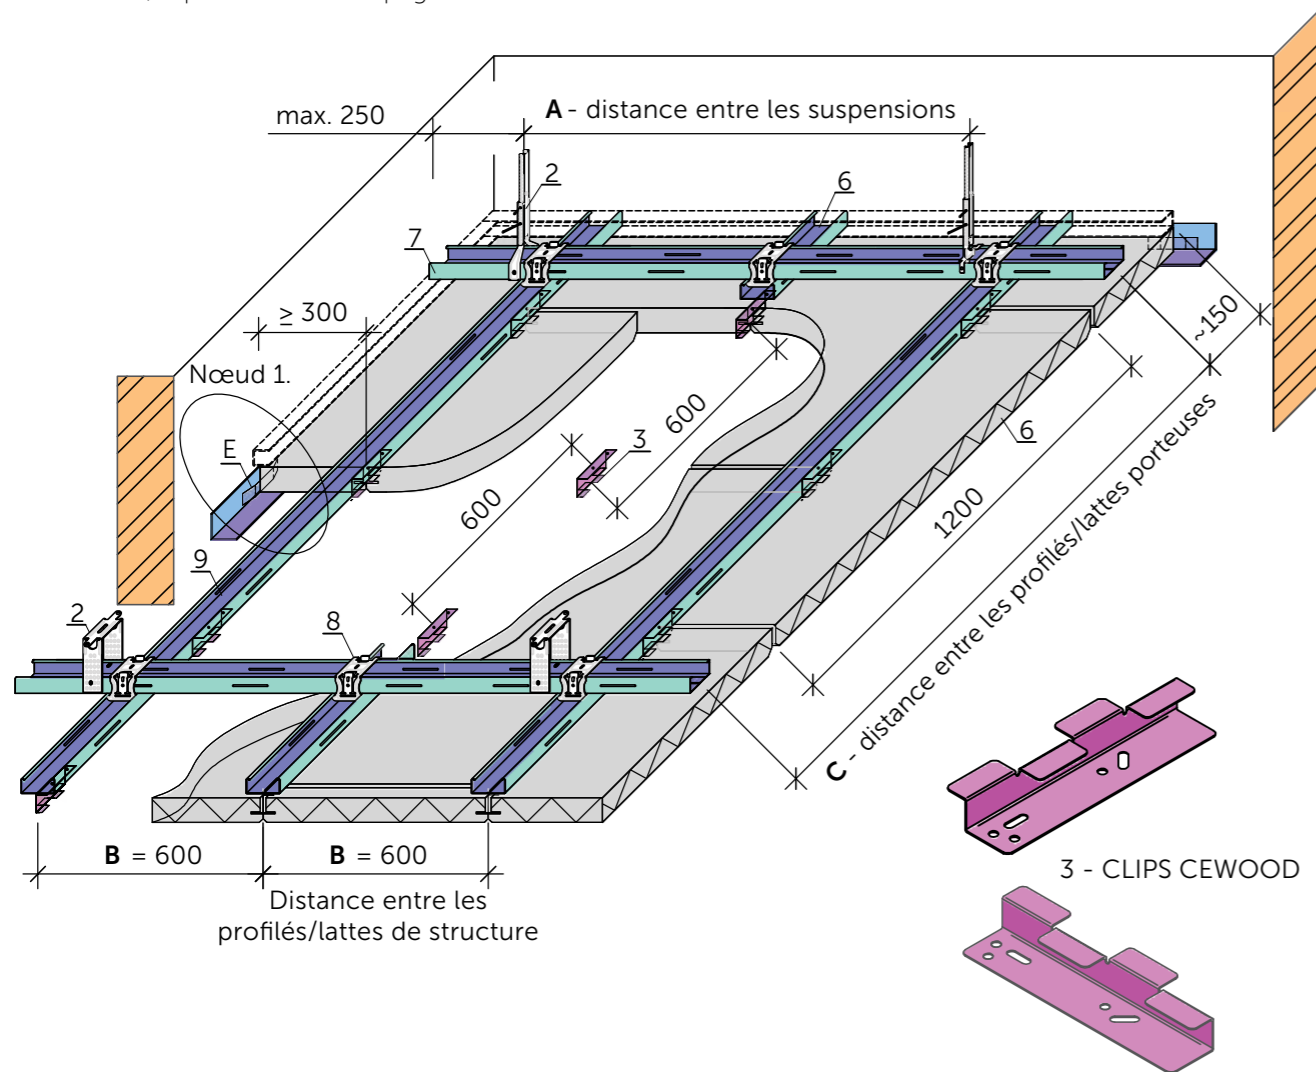 max. 250
A - distance entre les suspensions
2
6
7
≥ 300
Nœud 1.
~150
E
3
600
600
6
1200
9
2
8
C - distance entre les profilés/lattes porteuses
B = 600
B = 600
Distance entre les
profilés/lattes de structure
3 - CLIPS CEWOOD